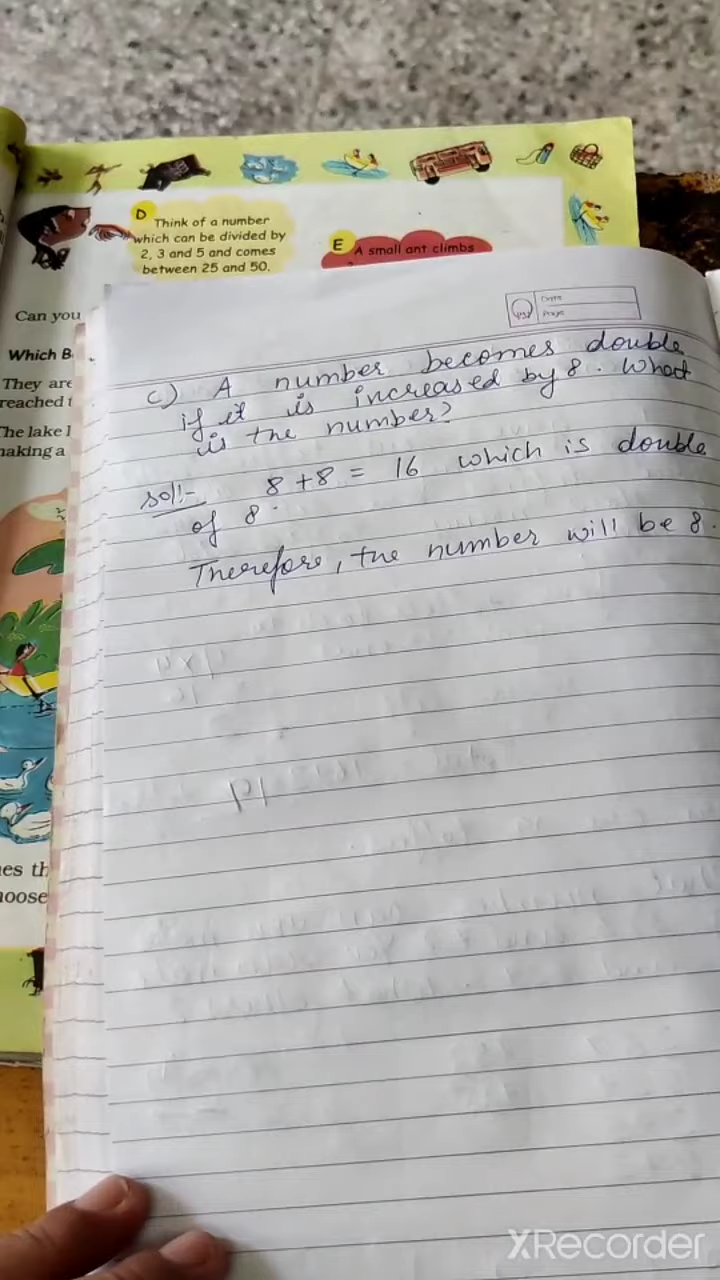 D
Think of a number
which can be divided by
2, 3 and 5 and comes
between 25 and 50.
E
A small ant climbs
Can you
Which B
They are
reached t
The lake l
making a
Date
Page
c) A number becomes double
if it is increased by 8. What
is the number?
Sol:- 8 + 8 = 16 which is double
of 8.
Therefore, the number will be 8.
es th
hoose
XRecorder